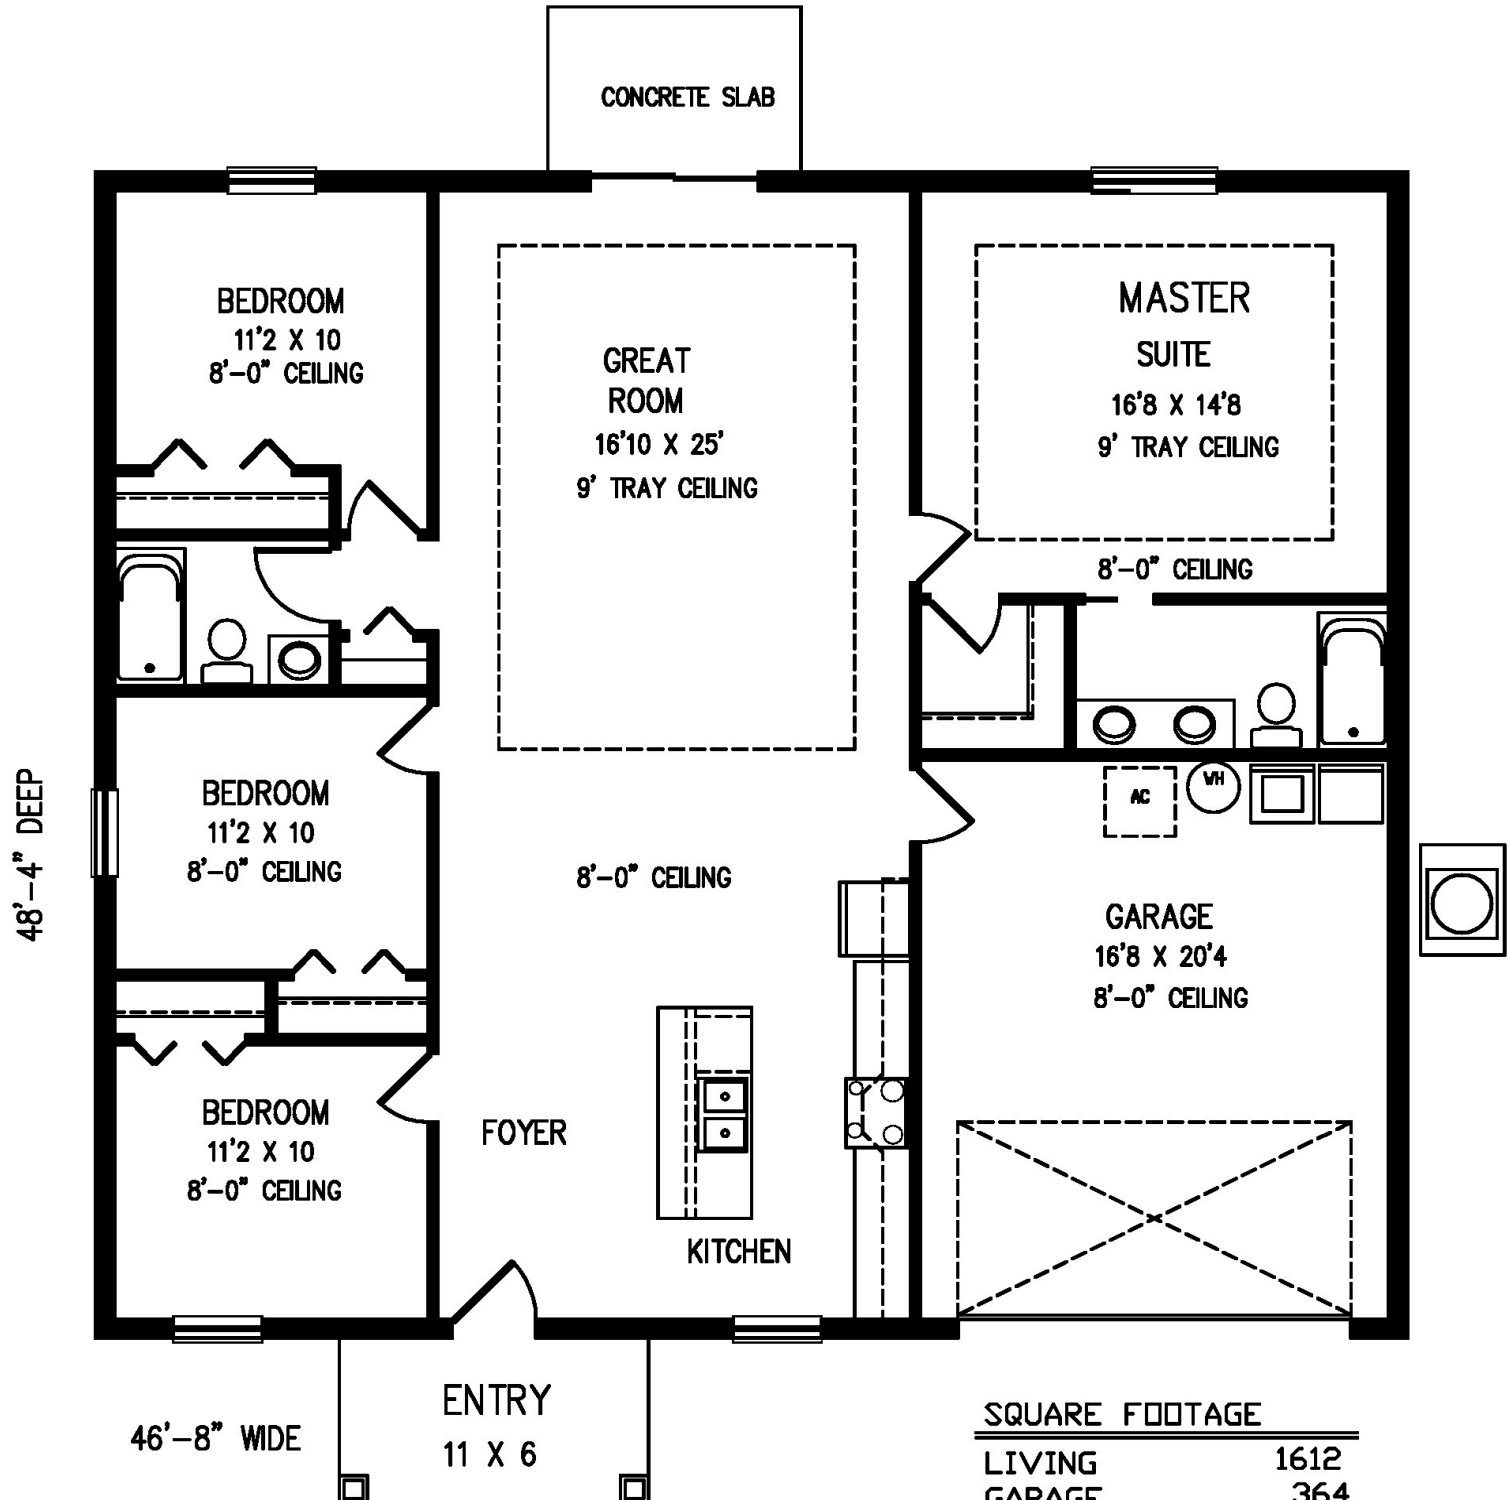 CONCRETE SLAB
BEDROOM
11'2 X 10
8'-0" CEILING
GREAT
ROOM
16'10 X 25'
9' TRAY CEILING
MASTER
SUITE
16'8 X 14'8
9' TRAY CEILING
8'-0" CEILING
48'-4" DEEP
BEDROOM
11'2 X 10
8'-0" CEILING
8'-0" CEILING
AC
WH
GARAGE
16'8 X 20'4
8'-0" CEILING
BEDROOM
11'2 X 10
8'-0" CEILING
FOYER
KITCHEN
46'-8" WIDE
ENTRY
11 X 6
SQUARE FOOTAGE
LIVING 1612
GARAGE 364